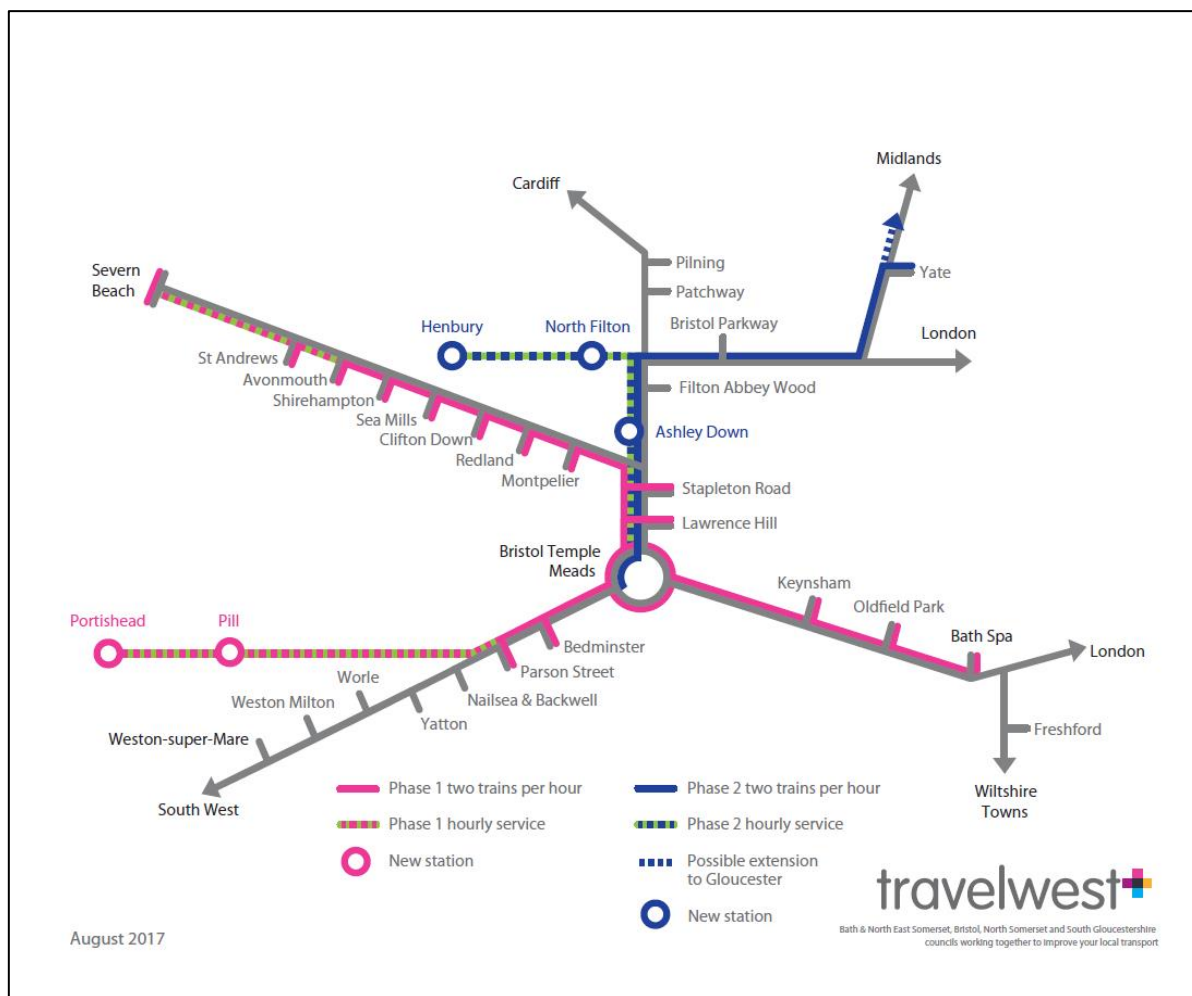 Midlands
Cardiff
Severn
Beach
Pilning
Patchway
Yate
Henbury
North Filton
Bristol Parkway
London
St Andrews
Avonmouth
Shirehampton
Sea Mills
Clifton Down
Redland
Montpelier
Filton Abbey Wood
Ashley Down
Stapleton Road
Lawrence Hill
Bristol Temple
Meads
Keynsham
Oldfield Park
Bath Spa
London
Portishead
Pill
Bedminster
Parson Street
Nailsea & Backwell
Yatton
Worle
Weston Milton
Weston-super-Mare
South West
Freshford
Wiltshire
Towns
Phase 1 two trains per hour
Phase 1 hourly service
New station
Phase 2 two trains per hour
Phase 2 hourly service
Possible extension
to Gloucester
New station
travelwest
Bath & North East Somerset, Bristol, North Somerset and South Gloucestershire
councils working together to improve your local transport
August 2017